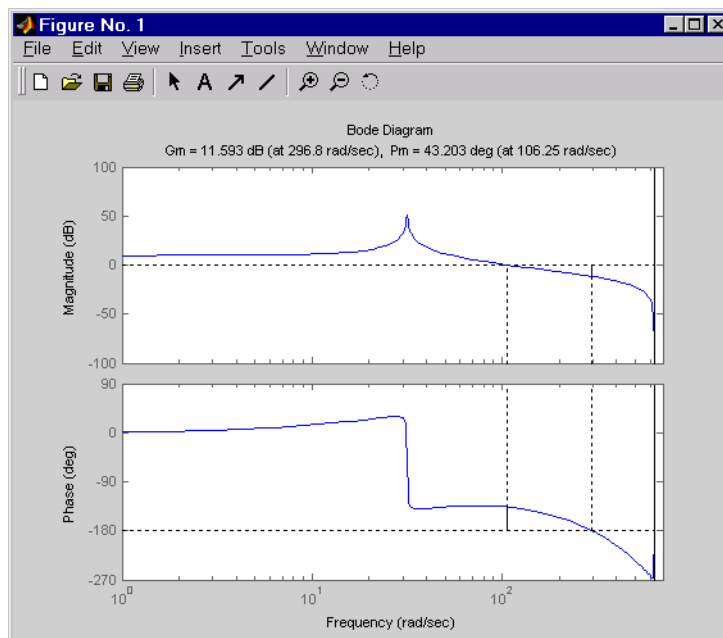 Figure No. 1
File Edit View Insert Tools Window Help
Bode Diagram
Gm = 11.593 dB (at 296.8 rad/sec), Pm = 43.203 deg (at 106.25 rad/sec)
100
50
0
-50
-100
Magnitude (dB)
90
0
-90
-180
-270
Phase (deg)
10^0 10^1 10^2
Frequency (rad/sec)